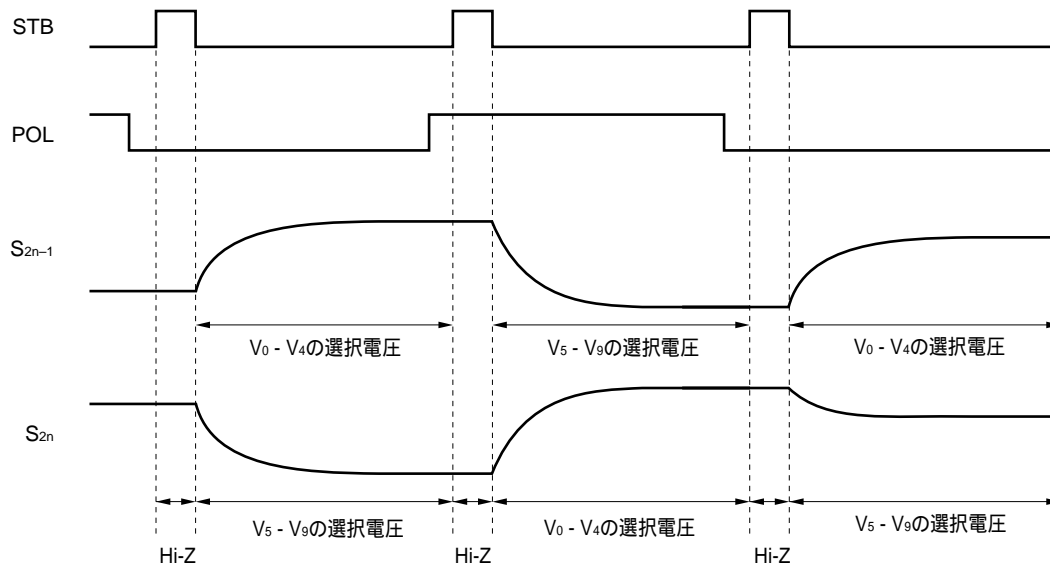 STB
POL
S2n–1
V0 - V4の選択電圧 V5 - V9の選択電圧 V0 - V4の選択電圧
S2n
V5 - V9の選択電圧 V0 - V4の選択電圧 V5 - V9の選択電圧
Hi-Z Hi-Z Hi-Z